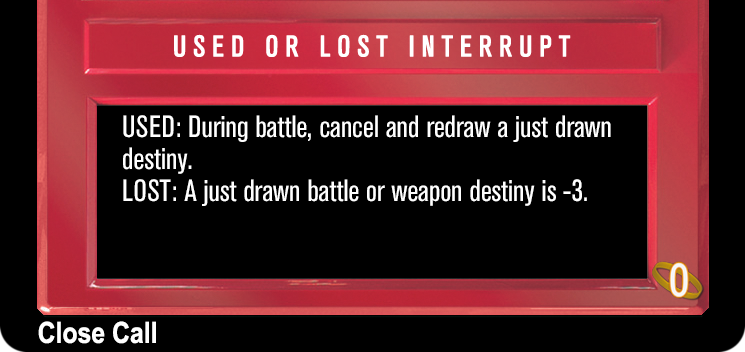 USED OR LOST INTERRUPT
USED: During battle, cancel and redraw a just drawn
destiny.
LOST: A just drawn battle or weapon destiny is -3.
0
Close Call